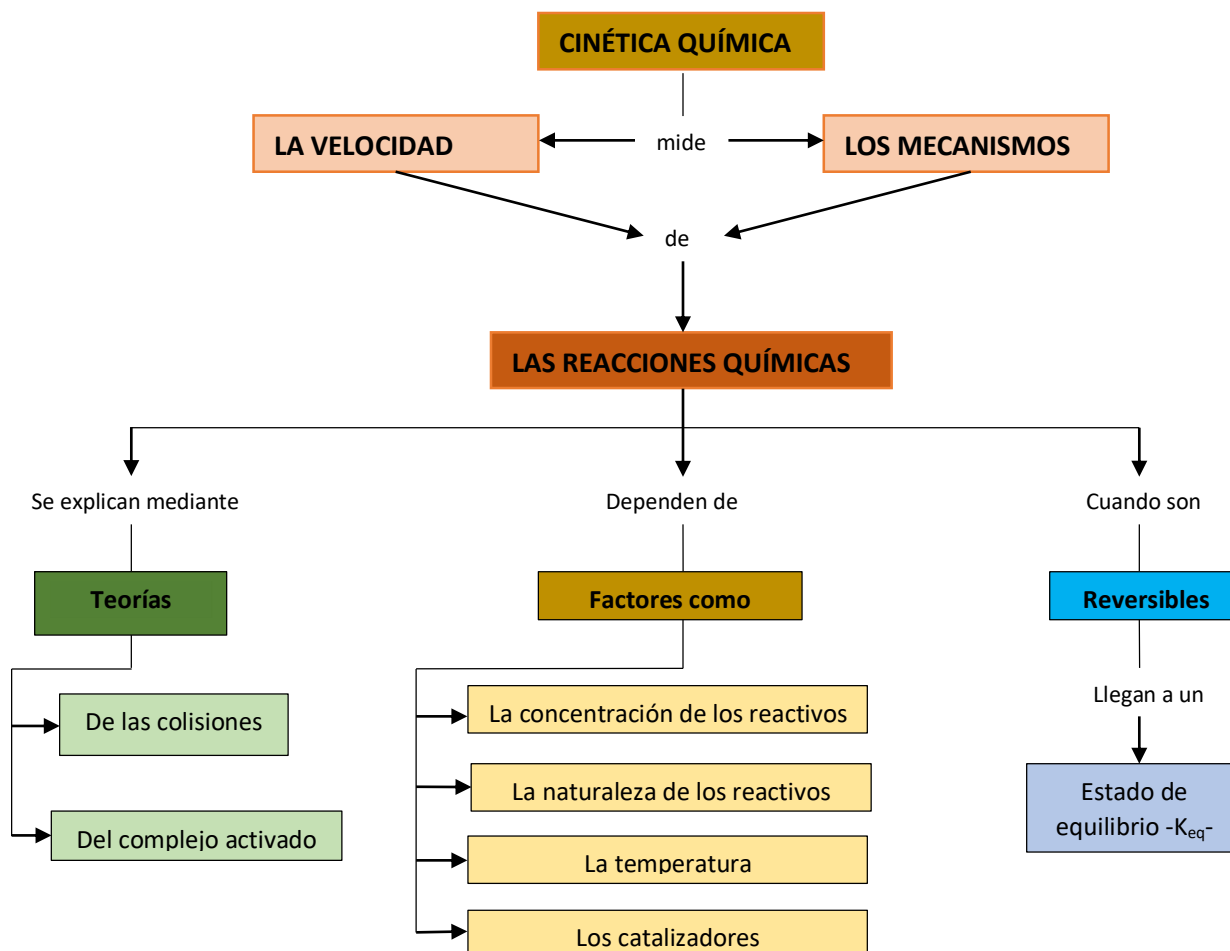 CINÉTICA QUÍMICA
LA VELOCIDAD
mide
LOS MECANISMOS
de
LAS REACCIONES QUÍMICAS
Se explican mediante
Dependen de
Cuando son
Teorías
Factores como
Reversibles
De las colisiones
Del complejo activado
La concentración de los reactivos
La naturaleza de los reactivos
La temperatura
Los catalizadores
Llegan a un
Estado de
equilibrio -Keq-